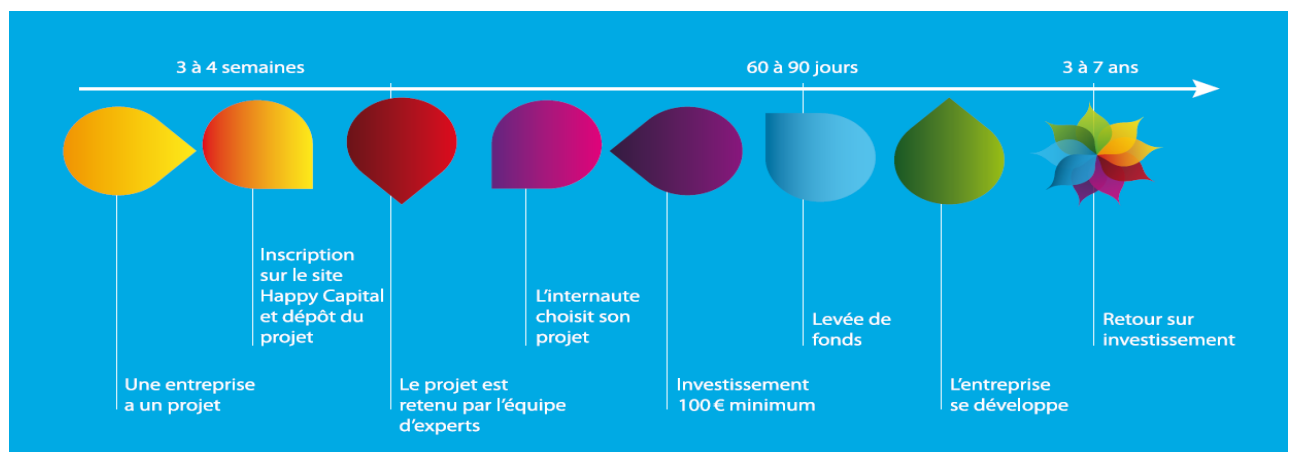 3 à 4 semaines
60 à 90 jours
3 à 7 ans
Une entreprise
a un projet
Inscription
sur le site
Happy Capital
et dépôt du
projet
Le projet est
retenu par l’équipe
d’experts
L’internaute
choisit son
projet
Investissement
100 € minimum
Levée de
fonds
L’entreprise
se développe
Retour sur
investissement